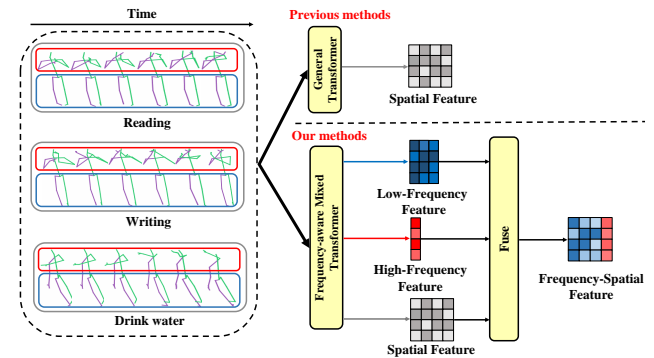 Time
Reading
Writing
Drink water
Previous methods
General
Transformer
Spatial Feature
Our methods
Frequency-aware Mixed
Transformer
Low-Frequency
Feature
High-Frequency
Feature
Spatial Feature
Fuse
Frequency-Spatial
Feature